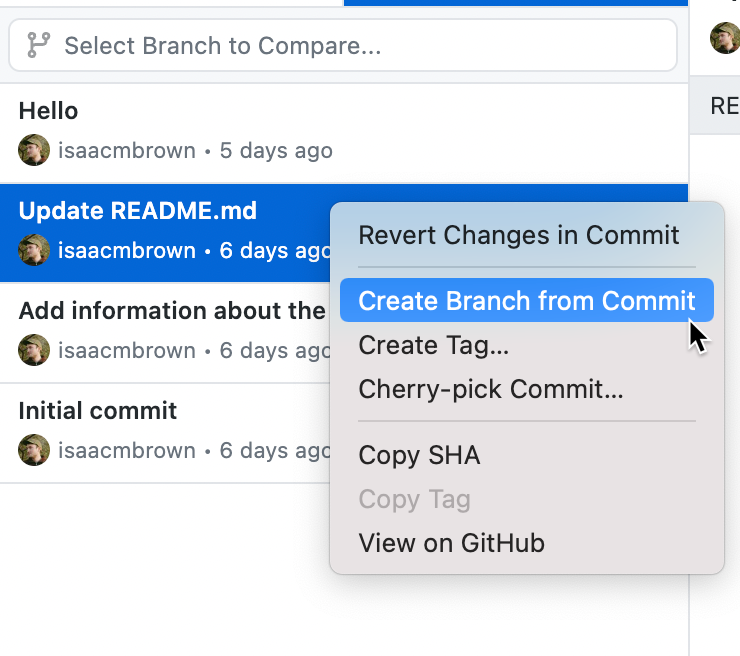 Select Branch to Compare...
Hello
isaacmbrown • 5 days ago
Update README.md
isaacmbrown • 6 days ago
Add information about the
isaacmbrown • 6 days
Initial commit
isaacmbrown • 6 days
RE
Revert Changes in Commit
Create Branch from Commit
Create Tag...
Cherry-pick Commit...
Copy SHA
Copy Tag
View on GitHub